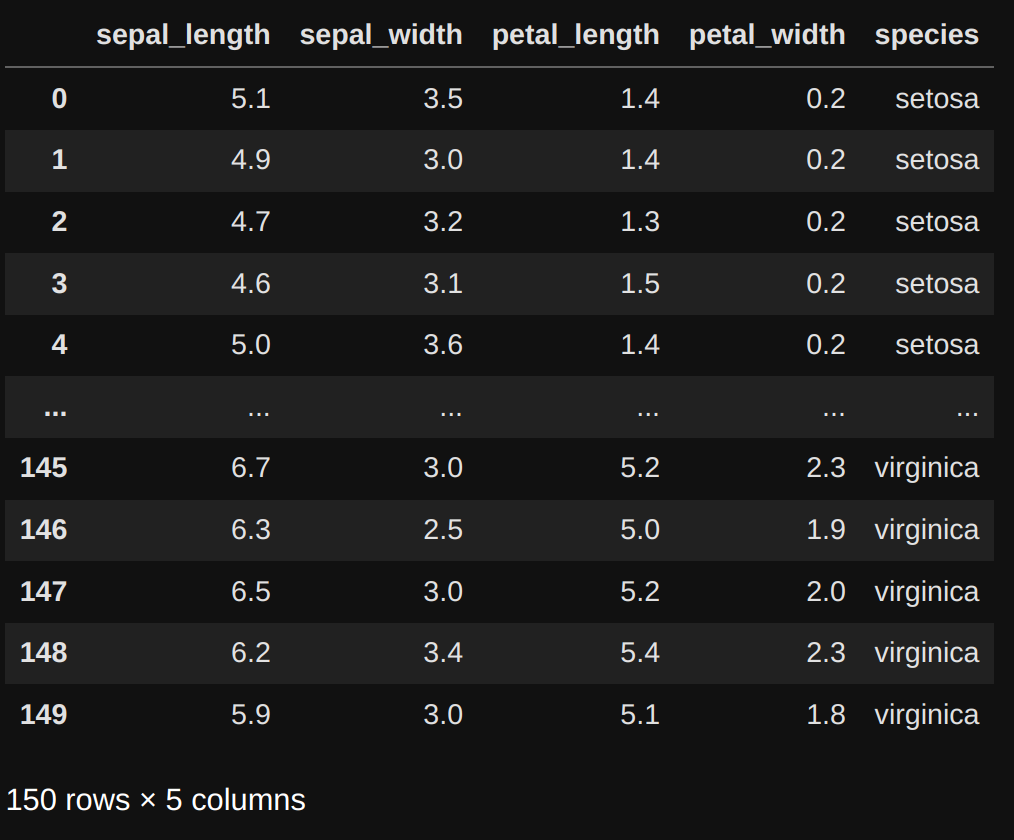 sepal_length sepal_width petal_length petal_width species
0 5.1 3.5 1.4 0.2 setosa
1 4.9 3.0 1.4 0.2 setosa
2 4.7 3.2 1.3 0.2 setosa
3 4.6 3.1 1.5 0.2 setosa
4 5.0 3.6 1.4 0.2 setosa
... ... ... ... ... ...
145 6.7 3.0 5.2 2.3 virginica
146 6.3 2.5 5.0 1.9 virginica
147 6.5 3.0 5.2 2.0 virginica
148 6.2 3.4 5.4 2.3 virginica
149 5.9 3.0 5.1 1.8 virginica
150 rows × 5 columns